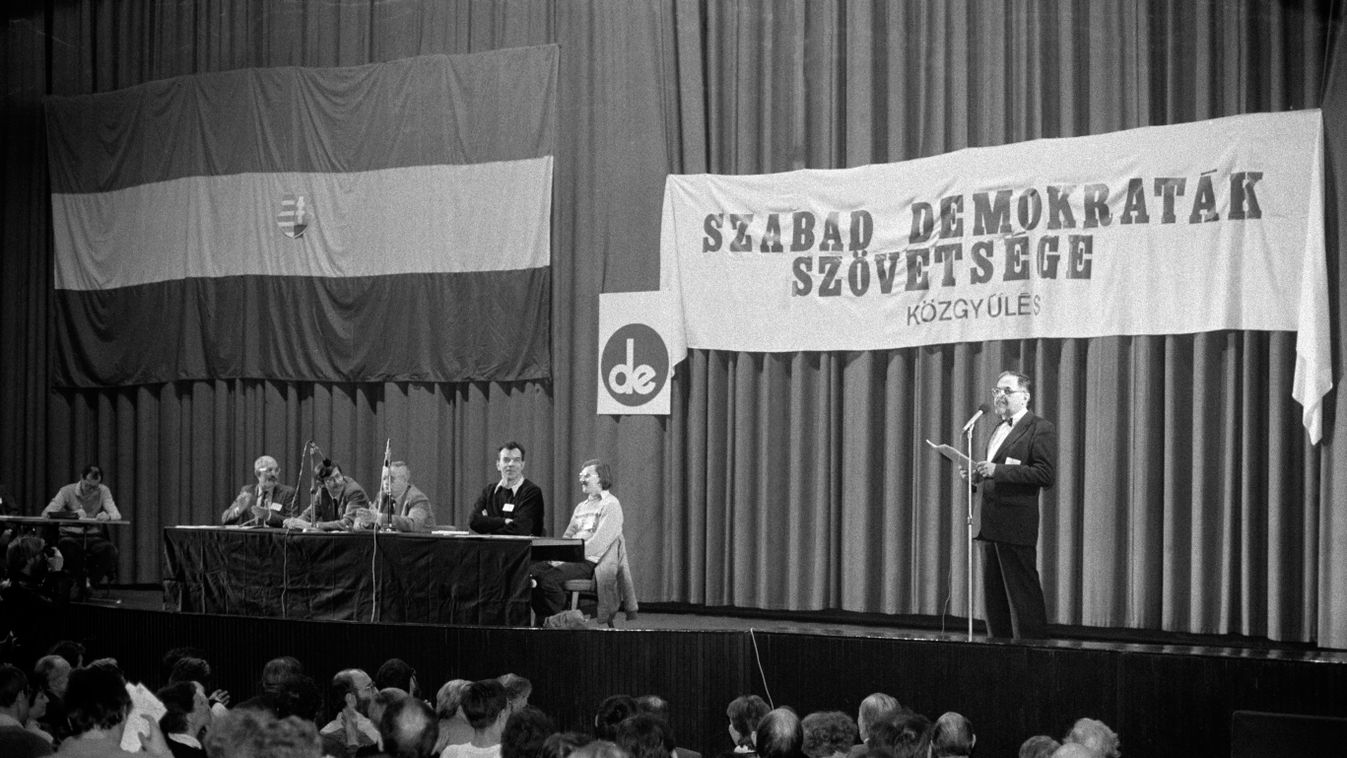 SZABAD DEMOKRATÁK
SZÖVETSÉGE
KÖZGYŰLÉS
de